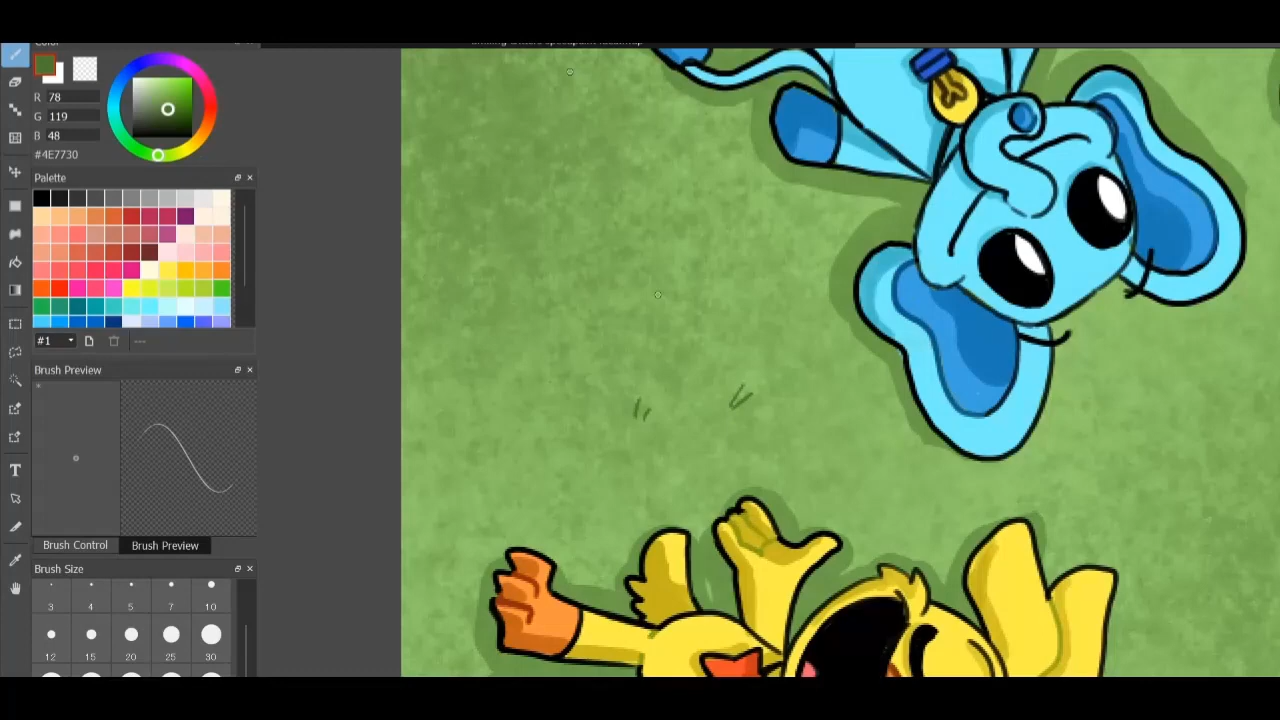 Color
R 78
G 119
B 48
#4E7730
Palette
#1
Brush Preview
Brush Control
Brush Preview
Brush Size
3 4 5 7 10
12 15 20 25 30
T